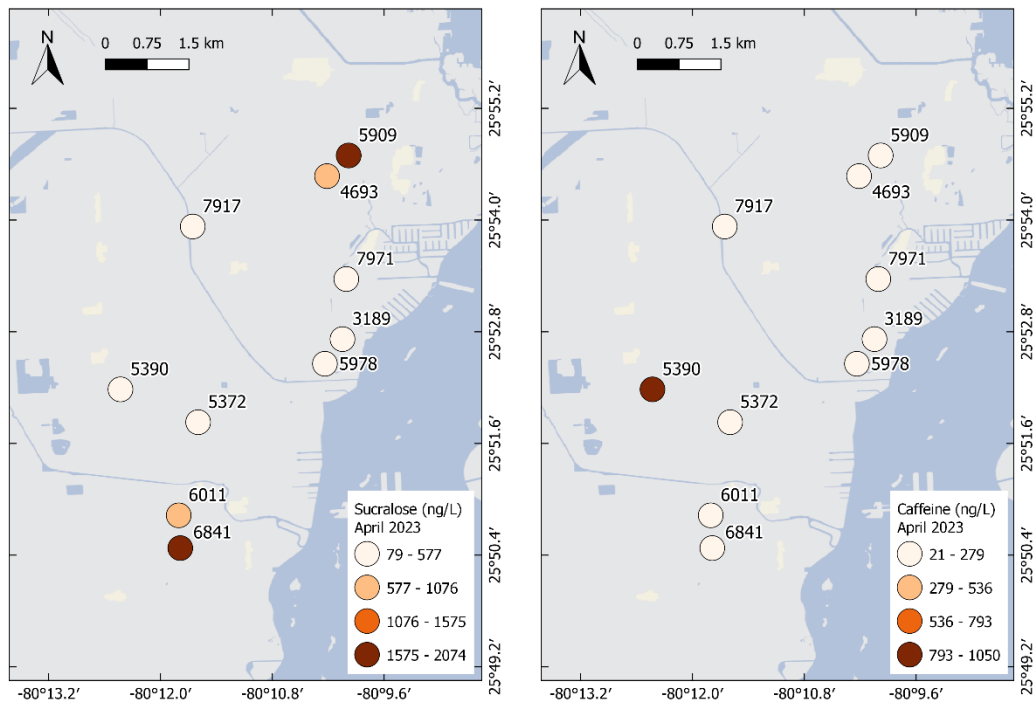 N
0 0.75 1.5 km
5909
4693
7917
7971
3189
5978
5390
5372
6011
6841
Sucralose (ng/L)
April 2023
79 - 577
577 - 1076
1076 - 1575
1575 - 2074
25°55.2′
25°54.0′
25°52.8′
25°51.6′
25°50.4′
25°49.2′
-80°13.2′ -80°12.0′ -80°10.8′ -80°9.6′
N
0 0.75 1.5 km
5909
4693
7917
7971
3189
5978
5390
5372
6011
6841
Caffeine (ng/L)
April 2023
21 - 279
279 - 536
536 - 793
793 - 1050
25°55.2′
25°54.0′
25°52.8′
25°51.6′
25°50.4′
25°49.2′
-80°13.2′ -80°12.0′ -80°10.8′ -80°9.6′